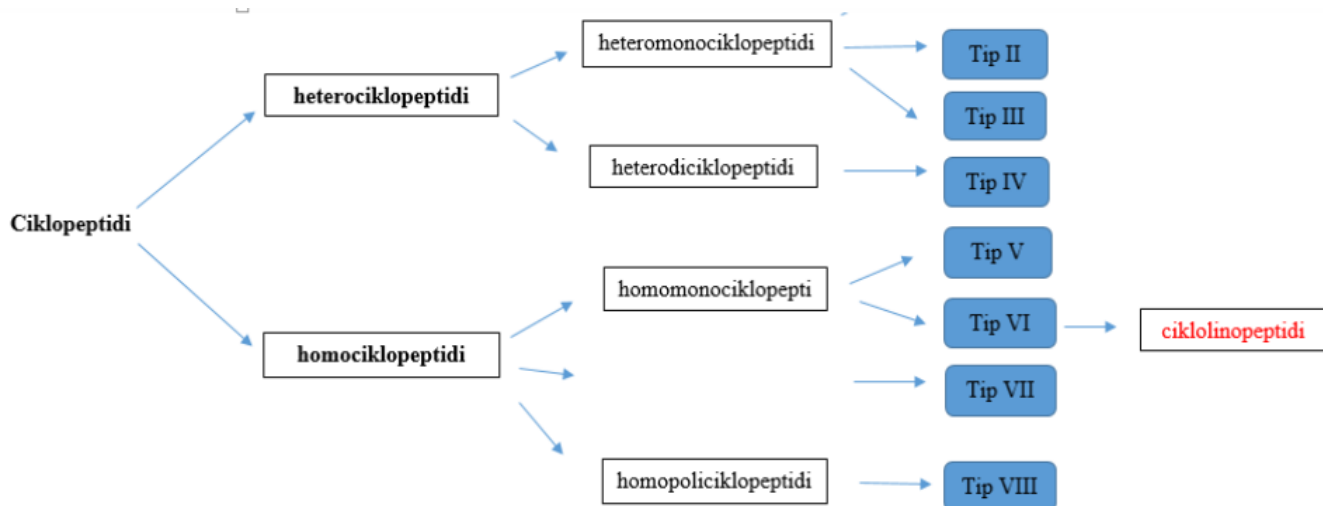 heteromonociklopeptidi
Tip II
heterociklopeptidi
Tip III
heterodiciklopeptidi
Tip IV
Ciklopeptidi
Tip V
homomonociklopepti
Tip VI
ciklolinopeptidi
homociklopeptidi
Tip VII
homopoliciklopeptidi
Tip VIII